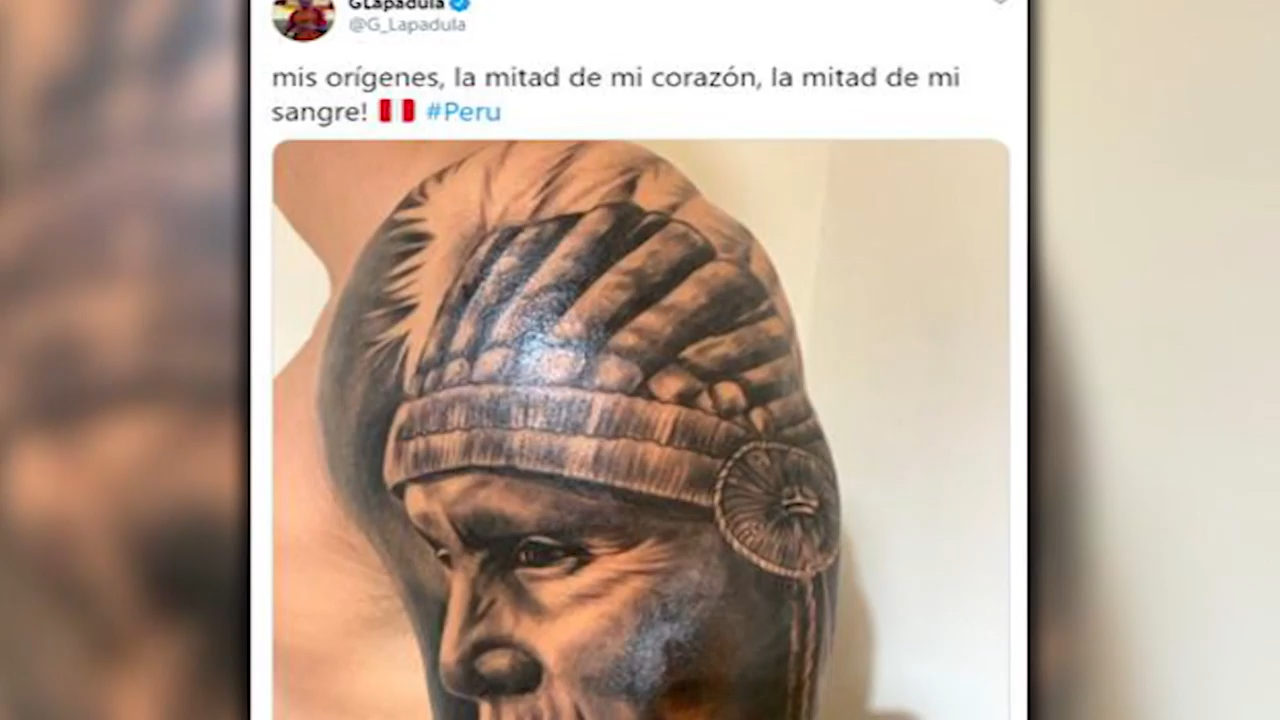 GLapadula
@G_Lapadula
mis orígenes, la mitad de mi corazón, la mitad de mi
sangre! 🇵🇪 #Peru